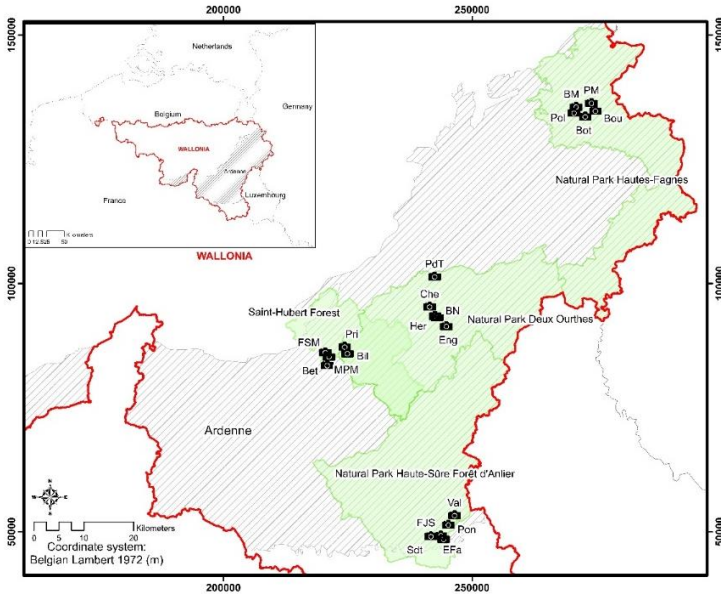 200000
250000
150000
150000
Netherlands
Belgium
Germany
WALLONIA
Ardenne
Luxembourg
France
WALLONIA
BM
PM
Pol
Bot
Bou
Natural Park Hautes-Fagnes
100000
100000
PdT
Che
BN
Her
Natural Park Deux Ourthes
Eng
Saint-Hubert Forest
Pri
FSM
Bil
MPM
Bet
Ardenne
Natural Park Haute-Sûre Forêt d'Anlier
Val
FJS
Pon
Sdt
EFa
N
W
E
S
0 5 10 20
Kilometers
Coordinate system:
Belgian Lambert 1972 (m)
50000
50000
200000
250000